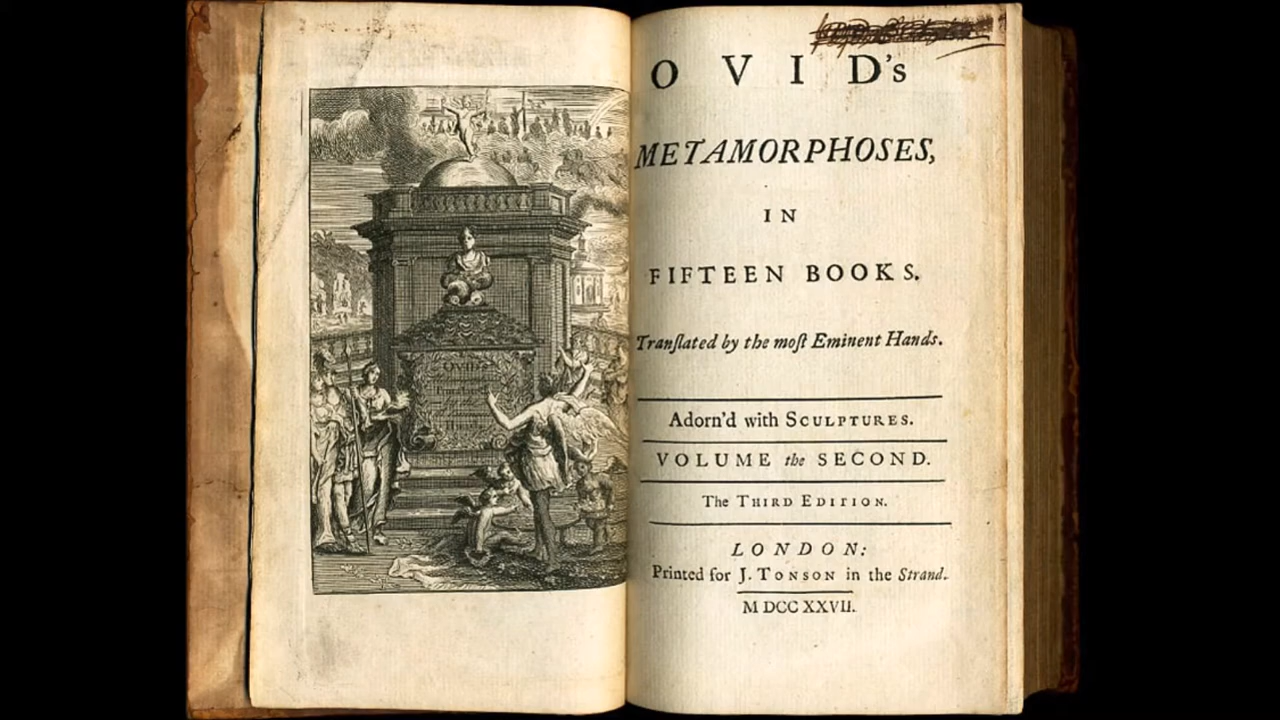 OVID's
METAMORPHOSES,
IN
FIFTEEN BOOKS.
Tranſlated by the moſt Eminent Hands.
Adorn'd with SCULPTURES.
VOLUME the SECOND.
The THIRD EDITION.
LONDON:
Printed for J. TONSON in the Strand.
M DCC XXVII.
OVID's